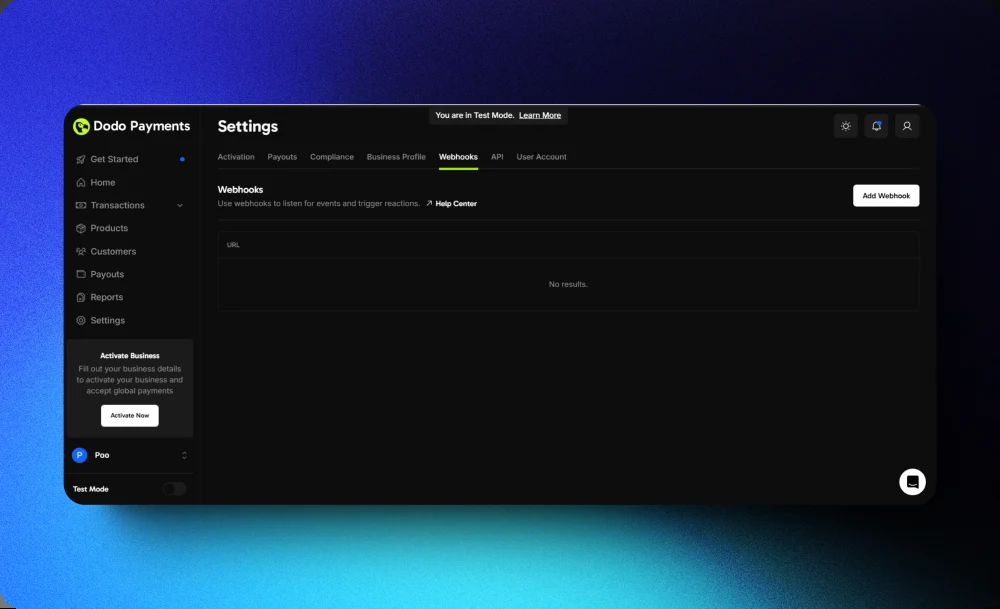 You are in Test Mode. Learn More
Dodo Payments
Get Started
Home
Transactions
Products
Customers
Payouts
Reports
Settings
Activate Business
Fill out your business details
to activate your business and
accept global payments
Activate Now
P Poo
Test Mode
Settings
Activation Payouts Compliance Business Profile Webhooks API User Account
Webhooks
Use webhooks to listen for events and trigger reactions. Help Center
Add Webhook
URL
No results.